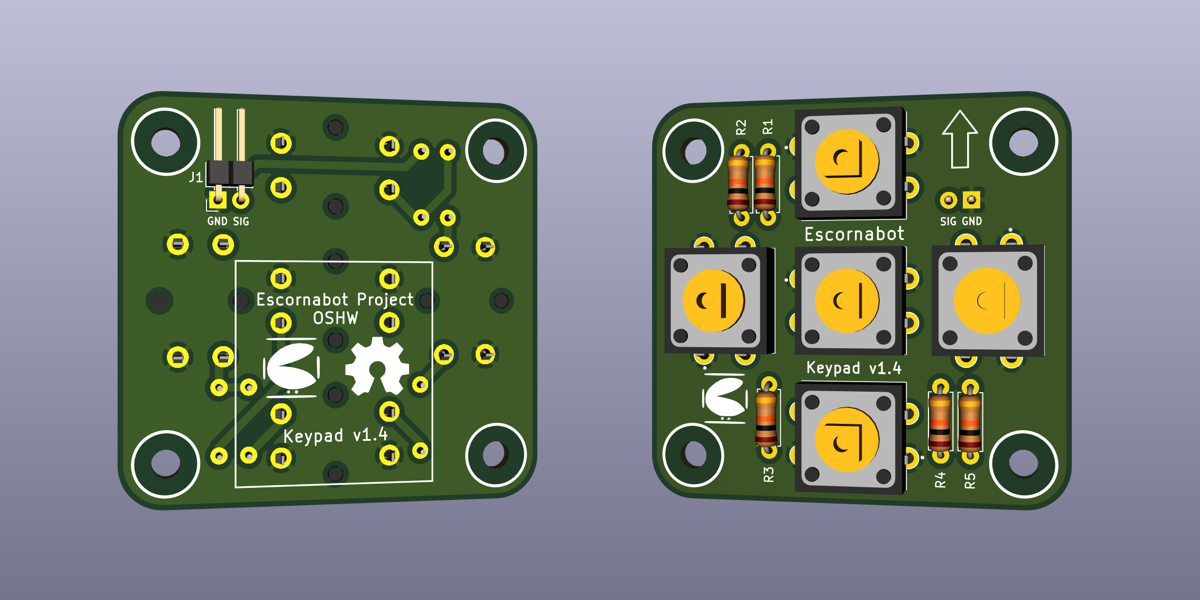 J1
GND SIG
Escornabot Project
OSHW
Keypad v1.4
R2
R1
SIG GND
Escornabot
Keypad v1.4
R3
R4
R5